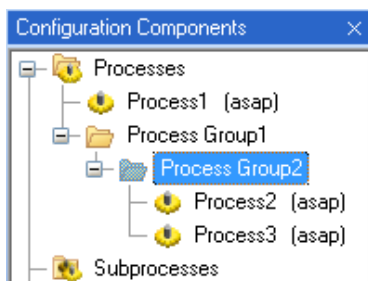 Configuration Components
Processes
Process1 (asap)
Process Group1
Process Group2
Process2 (asap)
Process3 (asap)
Subprocesses